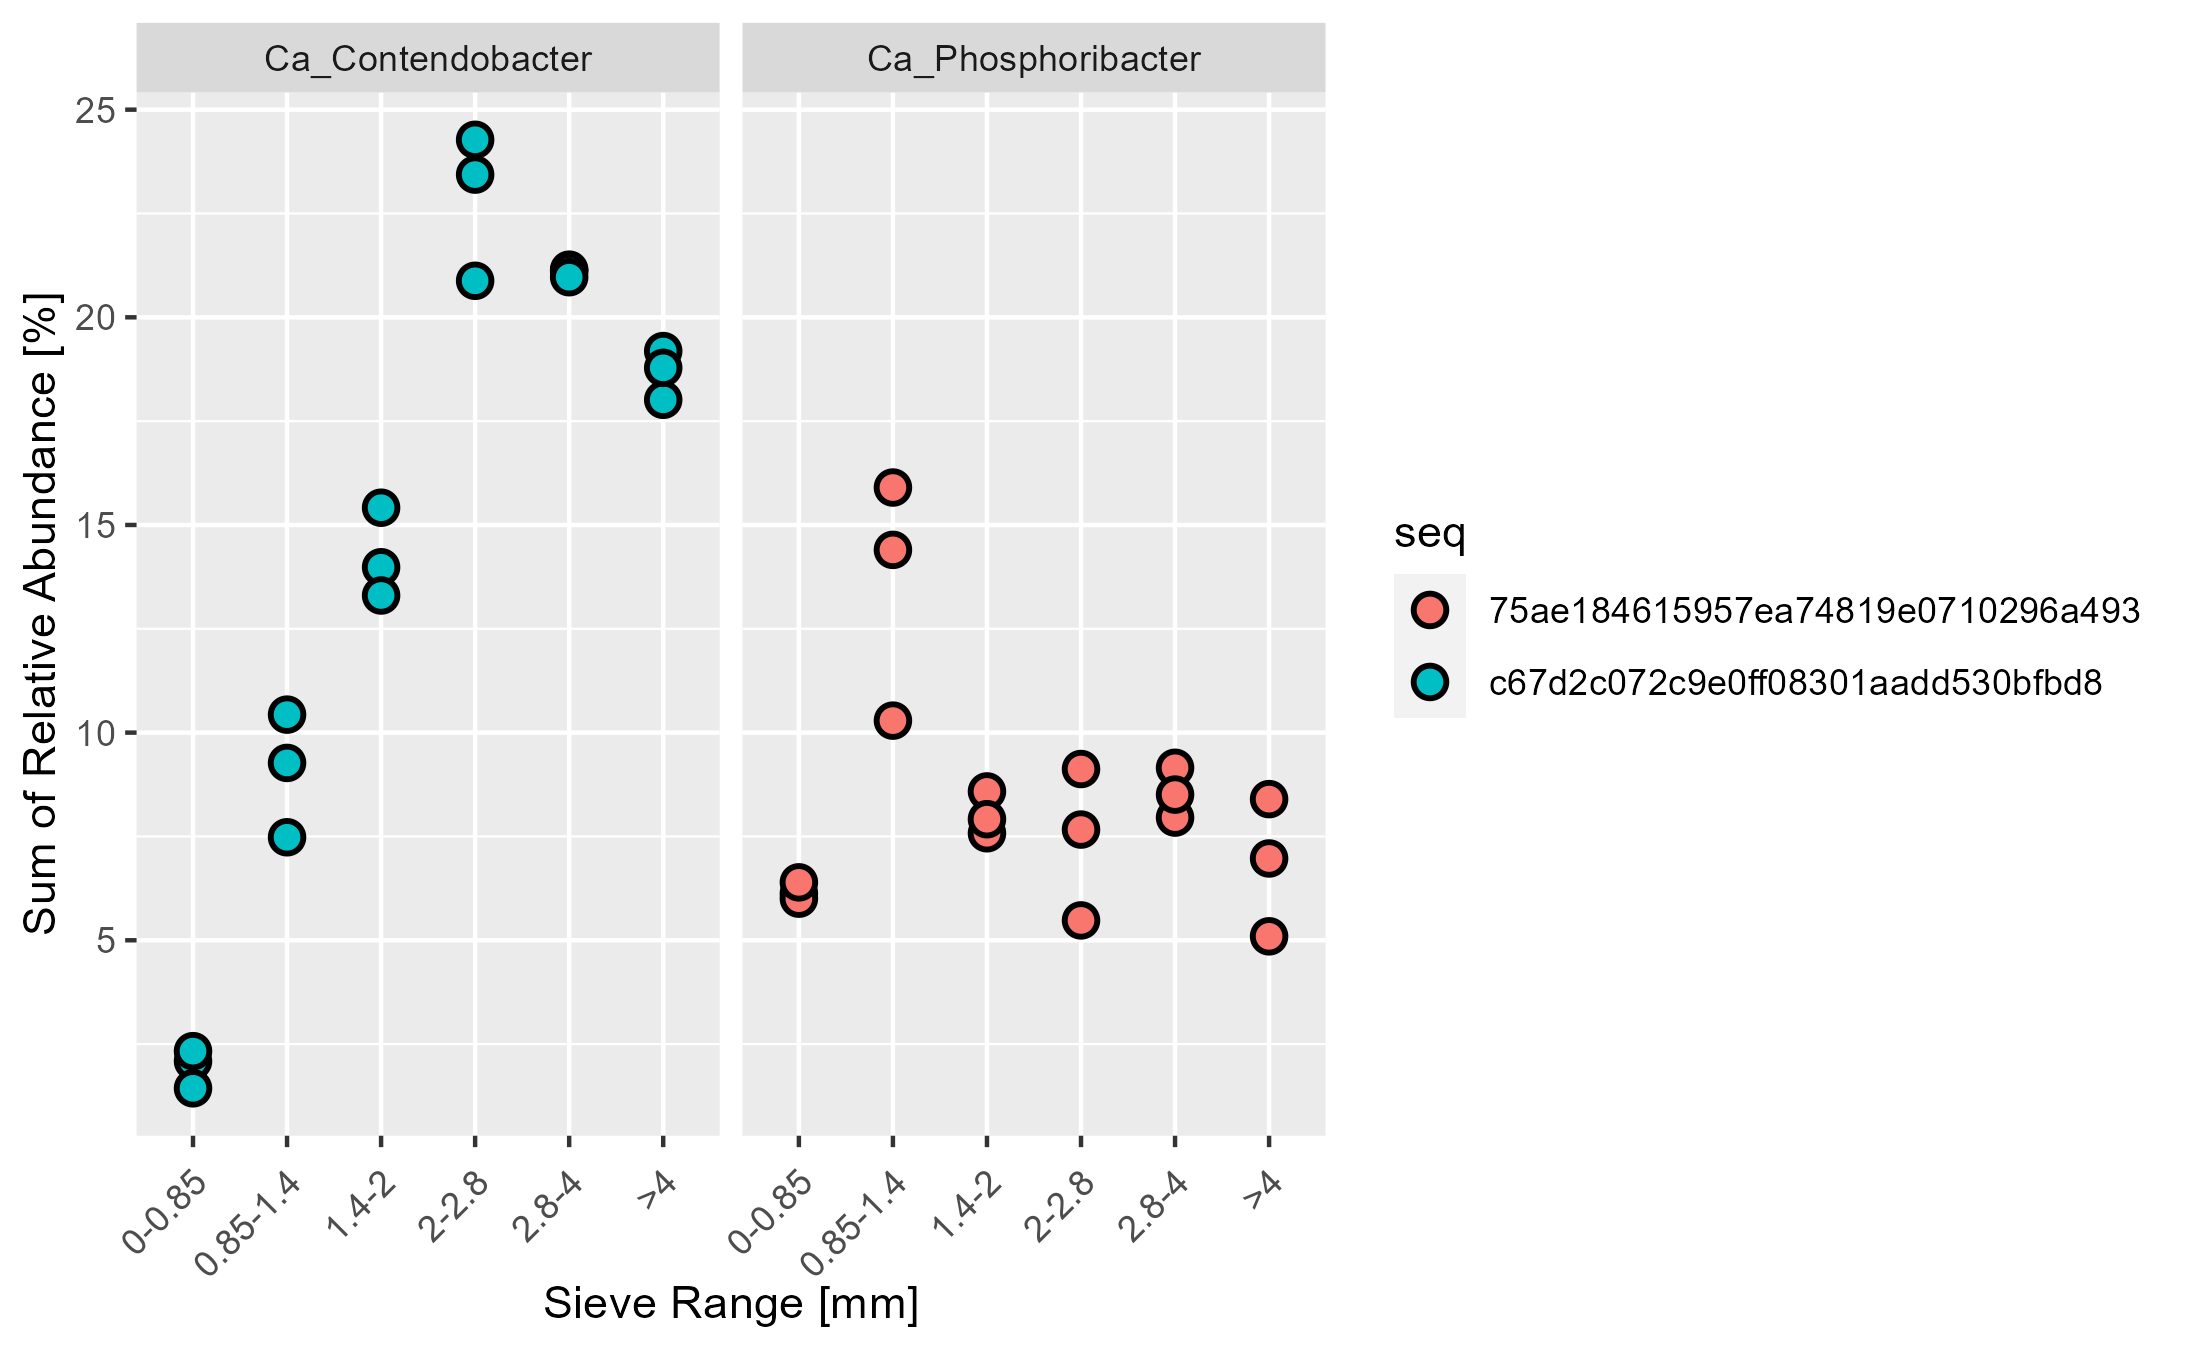 Ca_Contendobacter
Ca_Phosphoribacter
25
20
15
10
5
Sum of Relative Abundance [%]
0-0.85
0.85-1.4
1.4-2
2-2.8
2.8-4
>4
0-0.85
0.85-1.4
1.4-2
2-2.8
2.8-4
>4
Sieve Range [mm]
seq
75ae184615957ea74819e0710296a493
c67d2c072c9e0ff08301aadd530bfbd8